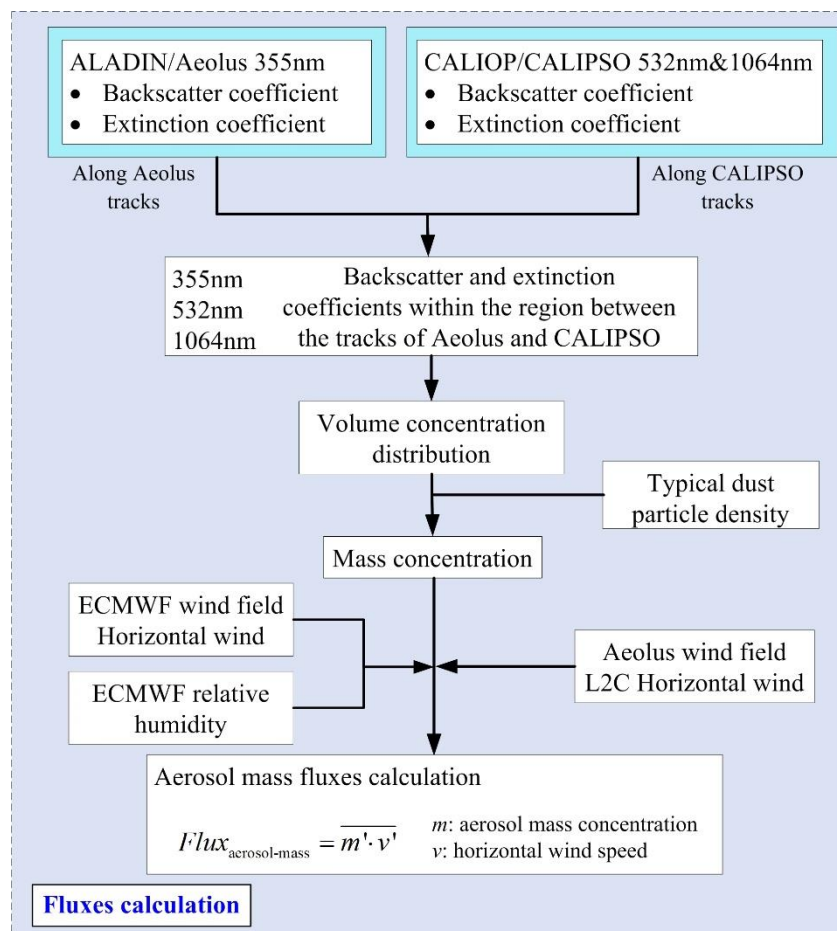 ALADIN/Aeolus 355nm
• Backscatter coefficient
• Extinction coefficient
CALIOP/CALIPSO 532nm&1064nm
• Backscatter coefficient
• Extinction coefficient
Along Aeolus
tracks
Along CALIPSO
tracks
355nm
532nm
1064nm
Backscatter and extinction
coefficients within the region between
the tracks of Aeolus and CALIPSO
Volume concentration
distribution
Typical dust
particle density
Mass concentration
ECMWF wind field
Horizontal wind
Aeolus wind field
L2C Horizontal wind
ECMWF relative
humidity
Aerosol mass fluxes calculation
Flux aerosol-mass = m'·v'
m: aerosol mass concentration
v: horizontal wind speed
Fluxes calculation